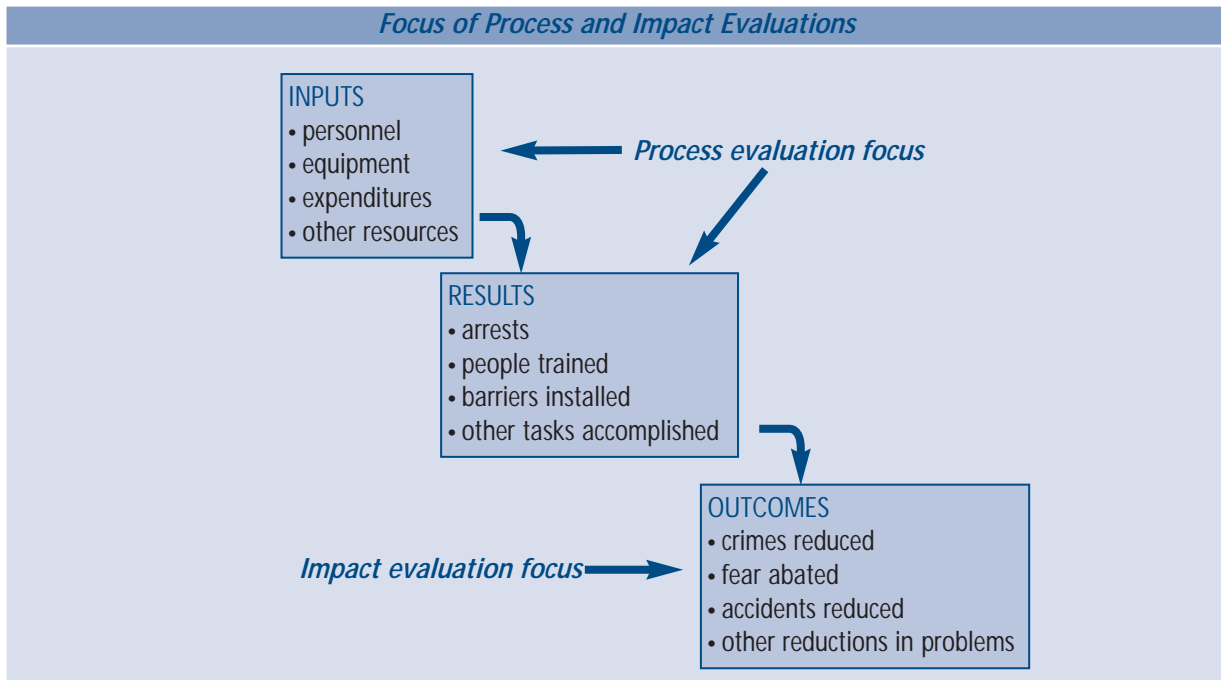 Focus of Process and Impact Evaluations
INPUTS
• personnel
• equipment
• expenditures
• other resources
Process evaluation focus
RESULTS
• arrests
• people trained
• barriers installed
• other tasks accomplished
OUTCOMES
• crimes reduced
• fear abated
• accidents reduced
• other reductions in problems
Impact evaluation focus